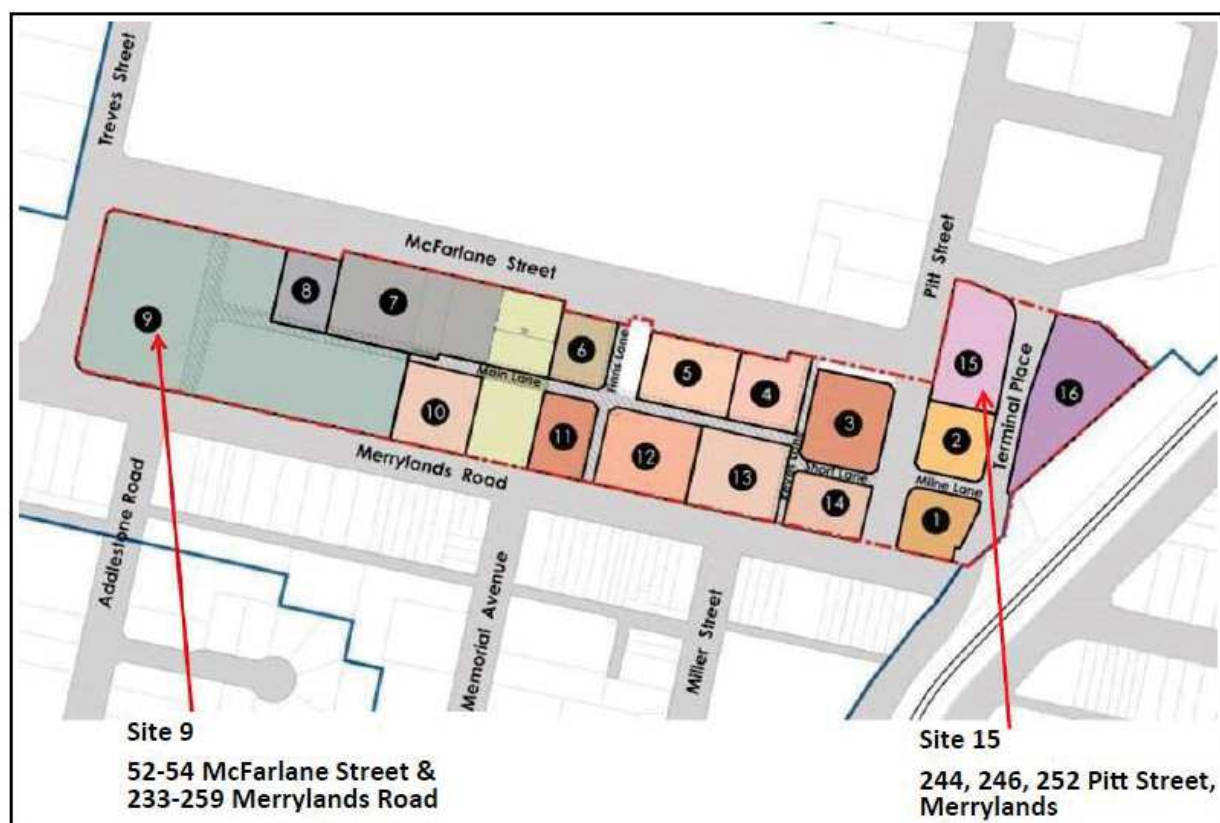 Treves Street
McFarlane Street
Pitt Street
8
7
9
6
Finns Lane
5
4
15
Terminal Place
16
Main Lane
3
2
10
11
12
13
Short Lane
Milne Lane
14
1
Merrylands Road
Addlestone Road
Memorial Avenue
Miller Street
Site 9
52-54 McFarlane Street &
233-259 Merrylands Road
Site 15
244, 246, 252 Pitt Street,
Merrylands